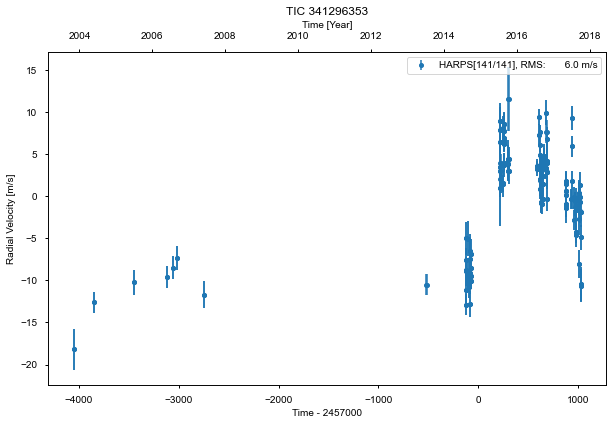 TIC 341296353
Time [Year]
2004 2006 2008 2010 2012 2014 2016 2018
HARPS[141/141], RMS: 6.0 m/s
15
10
5
0
−5
−10
−15
−20
Radial Velocity [m/s]
−4000 −3000 −2000 −1000 0 1000
Time - 2457000